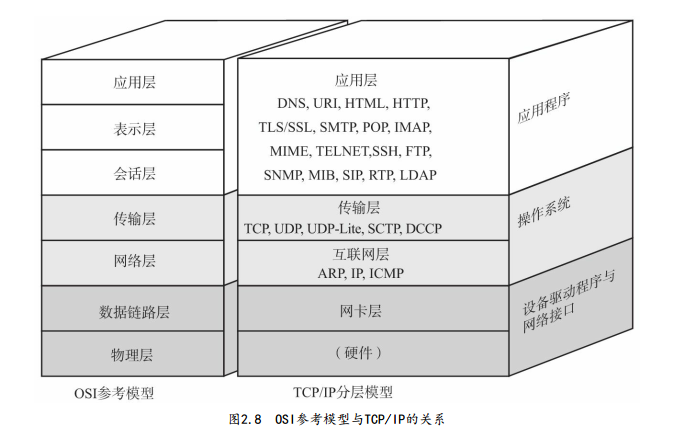 应用层
表示层
会话层
传输层
网络层
数据链路层
物理层
OSI参考模型
应用层
DNS, URI, HTML, HTTP,
TLS/SSL, SMTP, POP, IMAP,
MIME, TELNET,SSH, FTP,
SNMP, MIB, SIP, RTP, LDAP
传输层
TCP, UDP, UDP-Lite, SCTP, DCCP
互联网层
ARP, IP, ICMP
网卡层
（硬件）
TCP/IP分层模型
应用程序
操作系统
设备驱动程序与
网络接口
图2.8 OSI参考模型与TCP/IP的关系